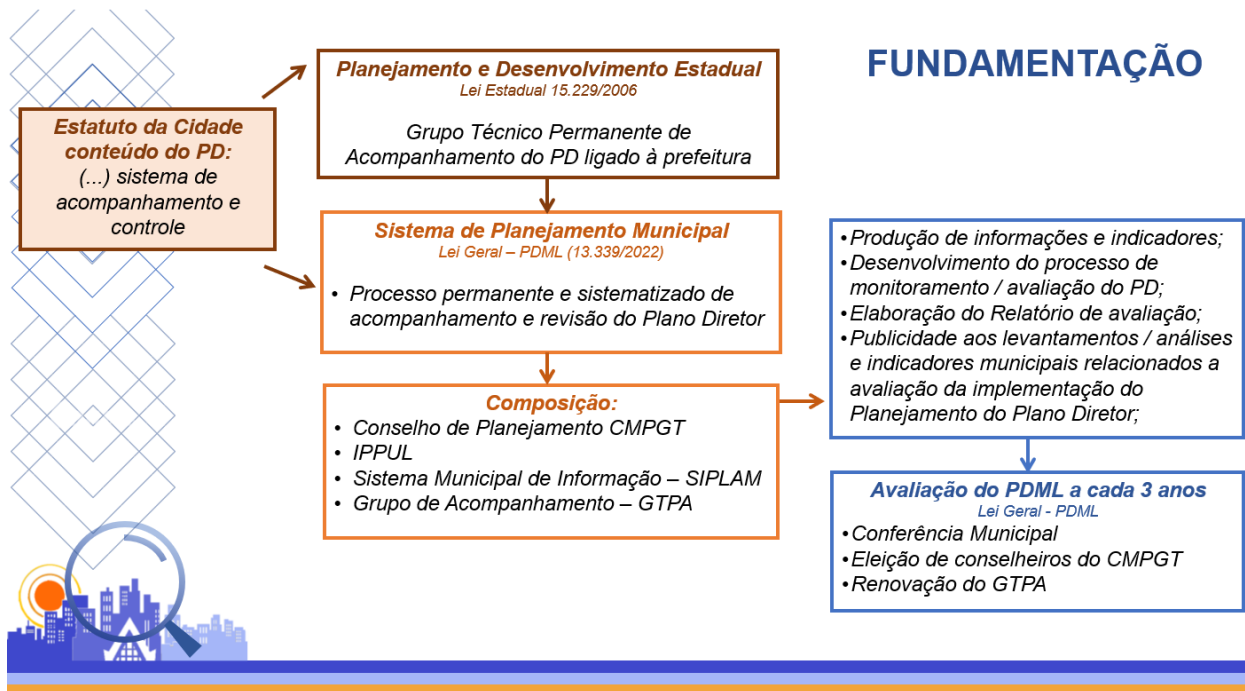 FUNDAMENTAÇÃO
Estatuto da Cidade
conteúdo do PD:
(...) sistema de
acompanhamento e
controle
Planejamento e Desenvolvimento Estadual
Lei Estadual 15.229/2006
Grupo Técnico Permanente de
Acompanhamento do PD ligado à prefeitura
Sistema de Planejamento Municipal
Lei Geral – PDML (13.339/2022)
• Processo permanente e sistematizado de
acompanhamento e revisão do Plano Diretor
Composição:
• Conselho de Planejamento CMPGT
• IPPUL
• Sistema Municipal de Informação – SIPLAM
• Grupo de Acompanhamento – GTPA
•Produção de informações e indicadores;
•Desenvolvimento do processo de
monitoramento / avaliação do PD;
•Elaboração do Relatório de avaliação;
•Publicidade aos levantamentos / análises
e indicadores municipais relacionados a
avaliação da implementação do
Planejamento do Plano Diretor;
Avaliação do PDML a cada 3 anos
Lei Geral - PDML
•Conferência Municipal
•Eleição de conselheiros do CMPGT
•Renovação do GTPA